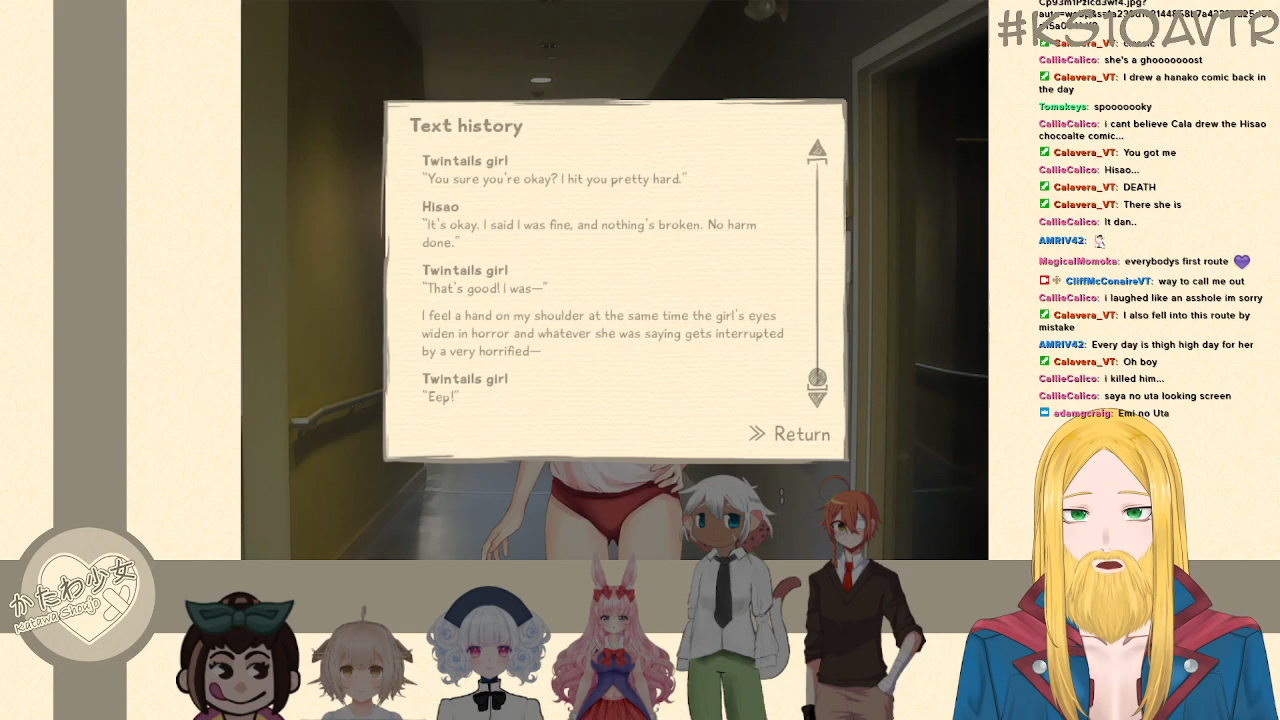 #KS10AVTR
Text history
Twintails girl
"You sure you're okay? I hit you pretty hard."
Hisao
"It's okay. I said I was fine, and nothing's broken. No harm
done."
Twintails girl
"That's good! I was—"
I feel a hand on my shoulder at the same time the girl's eyes
widen in horror and whatever she was saying gets interrupted
by a very horrified—
Twintails girl
"Eep!"
Return
CallieCalico: she's a ghooooooost
Calavera_VT: I drew a hanako comic back in
the day
Tomakeys: spooooooky
CallieCalico: i cant believe Cala drew the Hisao
chocoalte comic...
Calavera_VT: You got me
CallieCalico: Hisao...
Calavera_VT: DEATH
Calavera_VT: There she is
CallieCalico: It dan..
AMRIV42:
MagicalMomoka: everybodys first route
CliffMcConaireVT: way to call me out
CallieCalico: i laughed like an asshole im sorry
Calavera_VT: I also fell into this route by
mistake
AMRIV42: Every day is thigh high day for her
Calavera_VT: Oh boy
CallieCalico: i killed him...
CallieCalico: saya no uta looking screen
adamgcraig: Emi no Uta
かたわ少女
Katawa Shoujo